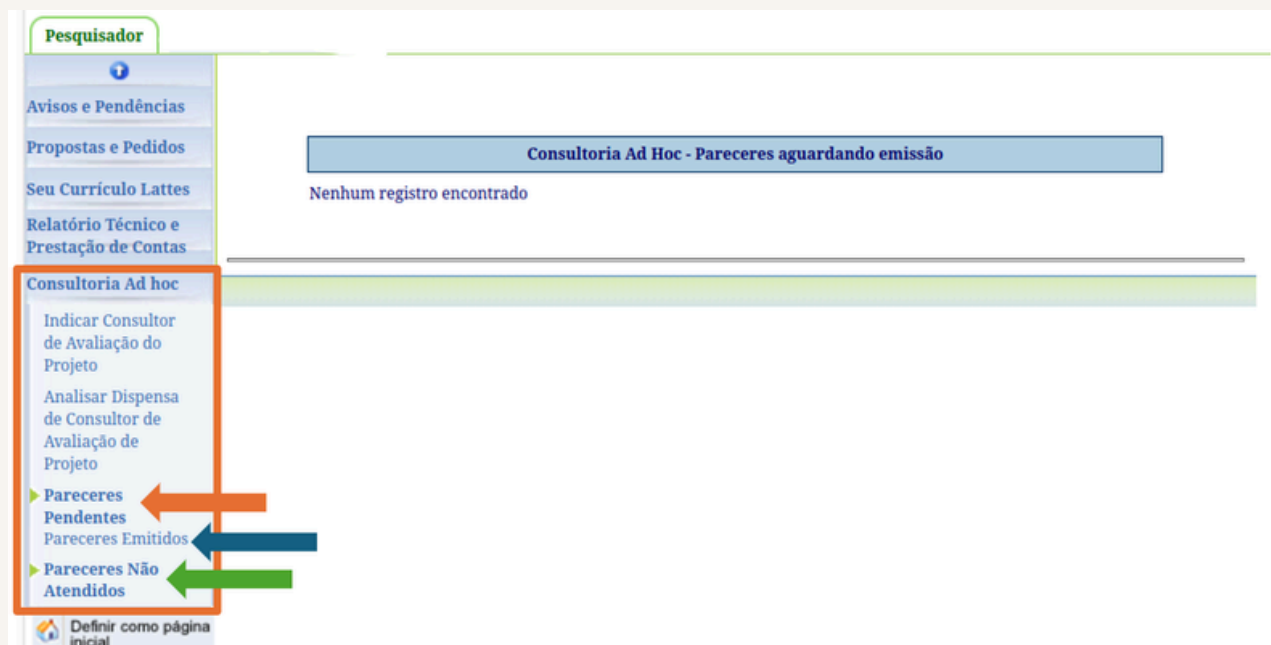 Pesquisador
Avisos e Pendências
Propostas e Pedidos
Seu Currículo Lattes
Relatório Técnico e
Prestação de Contas
Consultoria Ad hoc
Indicar Consultor
de Avaliação do
Projeto
Analisar Dispensa
de Consultor de
Avaliação de
Projeto
Pareceres
Pendentes
Pareceres Emitidos
Pareceres Não
Atendidos
Definir como página
inicial
Consultoria Ad Hoc - Pareceres aguardando emissão
Nenhum registro encontrado